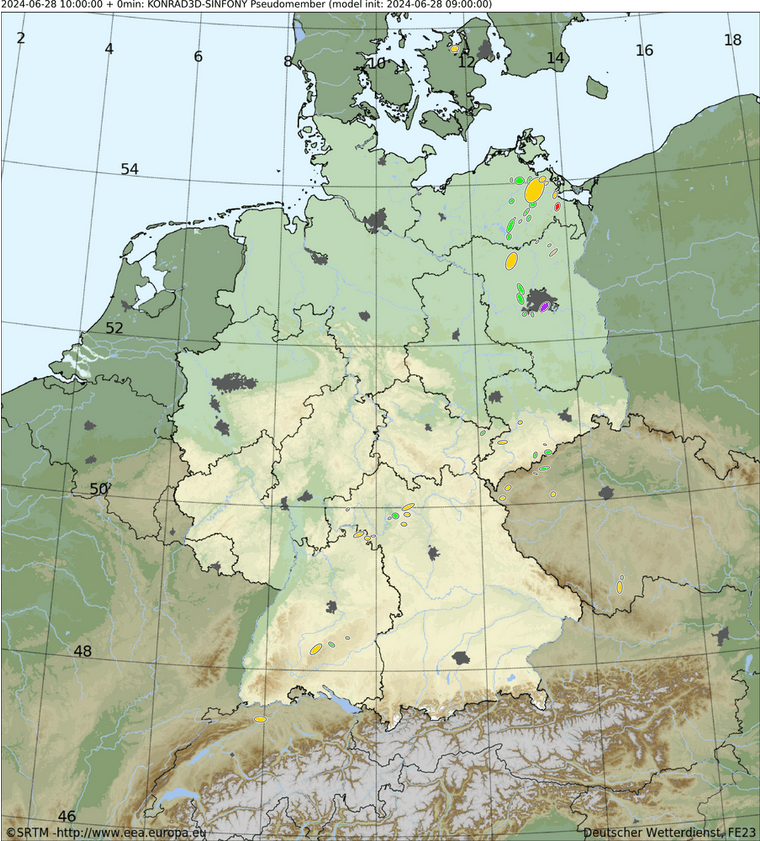 2024-06-28 10:00:00 + 0min: KONRAD3D-SINFONY Pseudomember (model init: 2024-06-28 09:00:00)
2 4 6 8 10 12 14 16 18
54
52
50
48
46
©SRTM -http://www.eea.europa.eu Deutscher Wetterdienst, FE23